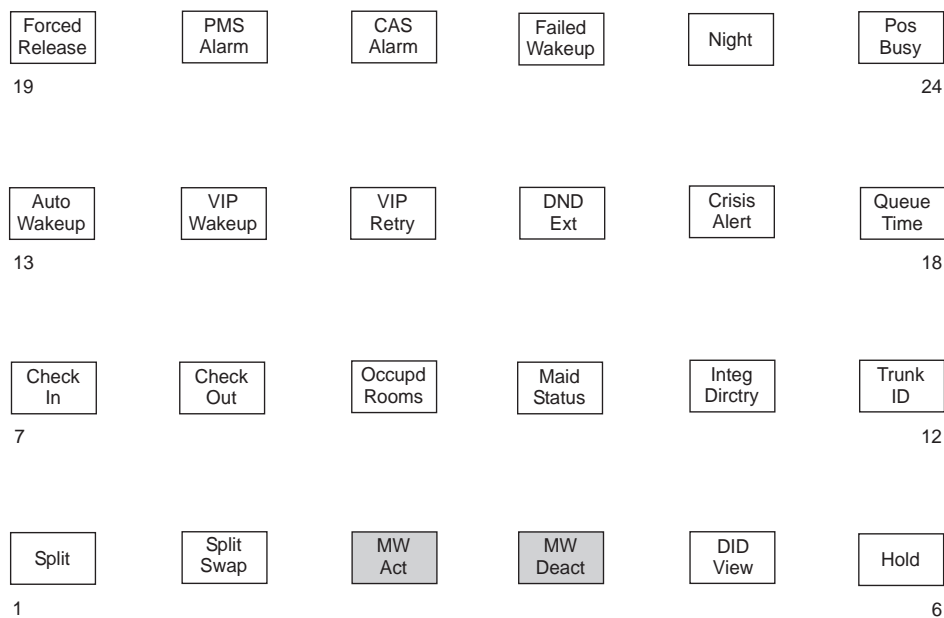 Forced
Release
PMS
Alarm
CAS
Alarm
Failed
Wakeup
Night
Pos
Busy
19
24
Auto
Wakeup
VIP
Wakeup
VIP
Retry
DND
Ext
Crisis
Alert
Queue
Time
13
18
Check
In
Check
Out
Occupd
Rooms
Maid
Status
Integ
Dirctry
Trunk
ID
7
12
Split
Split
Swap
MW
Act
MW
Deact
DID
View
Hold
1
6